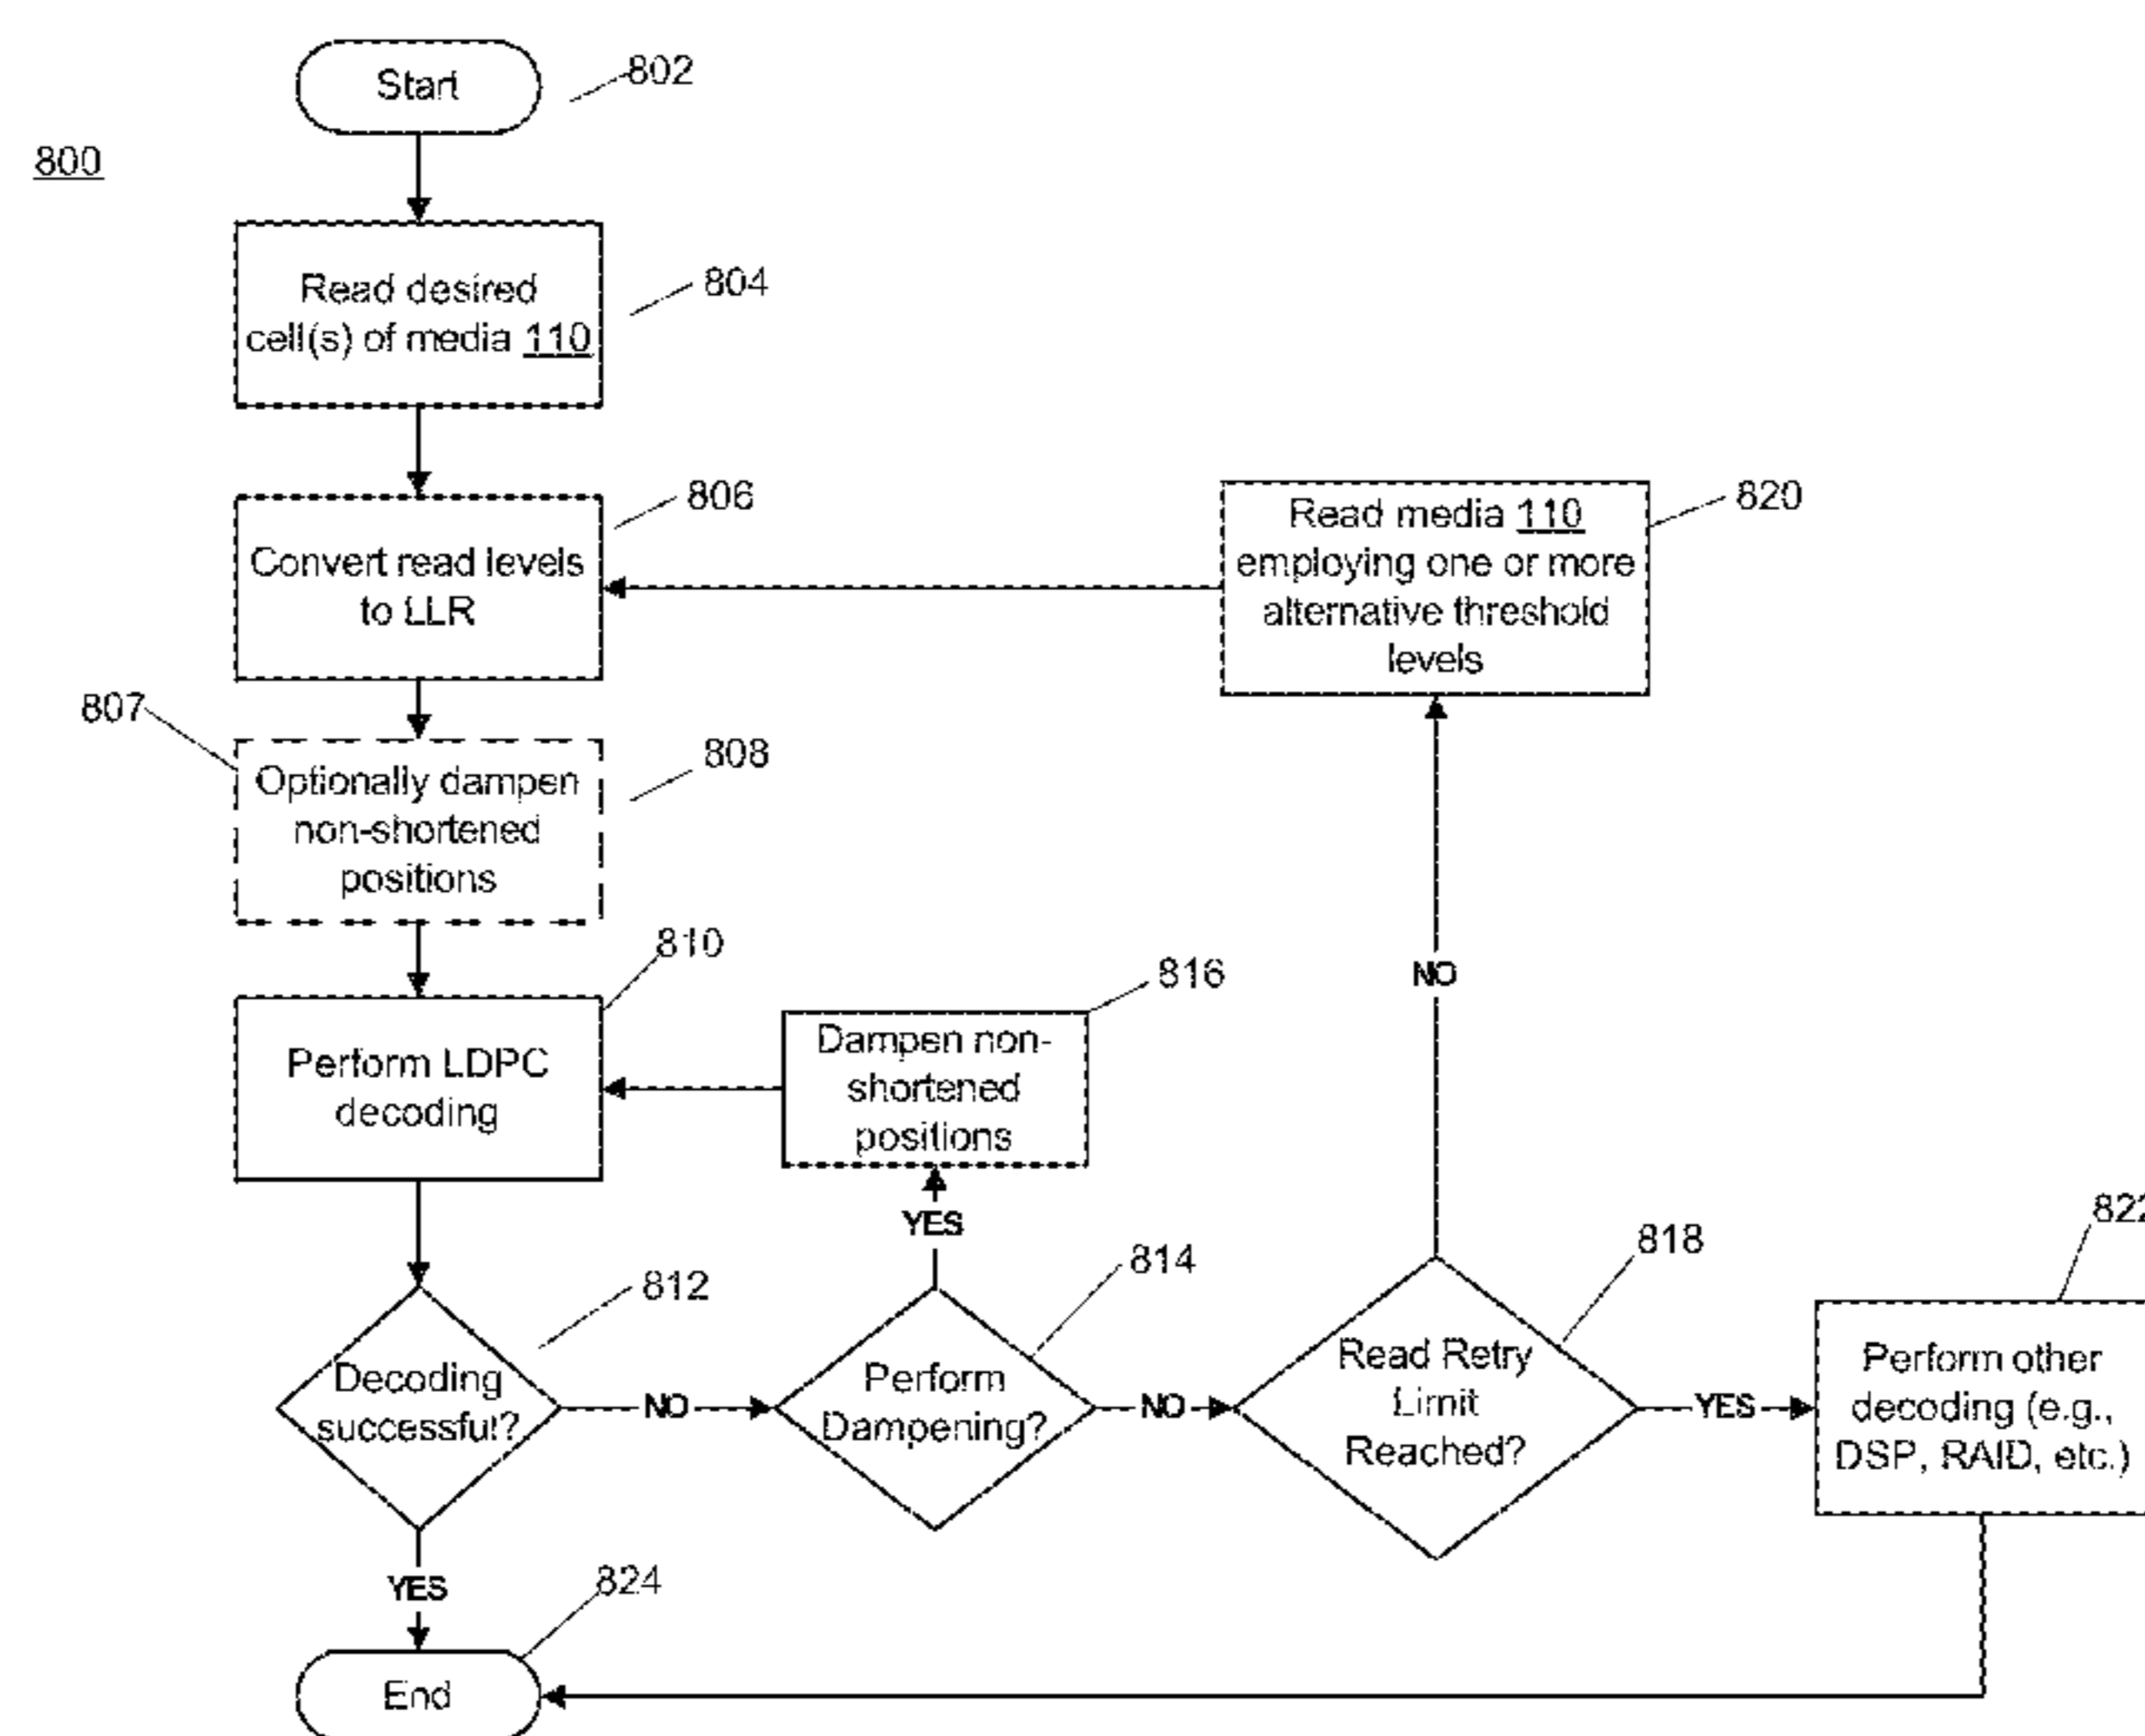 Start
802
800
Read desired
cell(s) of media 110
804
Convert read levels
to LLR
806
Read media 110
employing one or more
alternative threshold
levels
820
807
Optionally dampen
non-shortened
positions
808
Perform LDPC
decoding
810
Dampen non-
shortened
positions
816
NO
YES
Decoding
successful?
812
NO
Perform
Dampening?
814
NO
Read Retry
Limit
Reached?
818
YES
Perform other
decoding (e.g.,
DSP, RAID, etc.)
822
YES
End
824